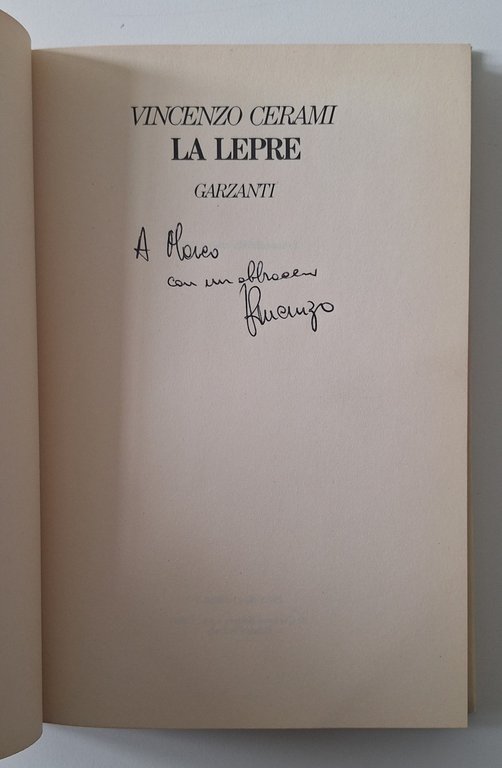 VINCENZO CERAMI
LA LEPRE
GARZANTI
A Marco
con un abbraccio
Vincenzo